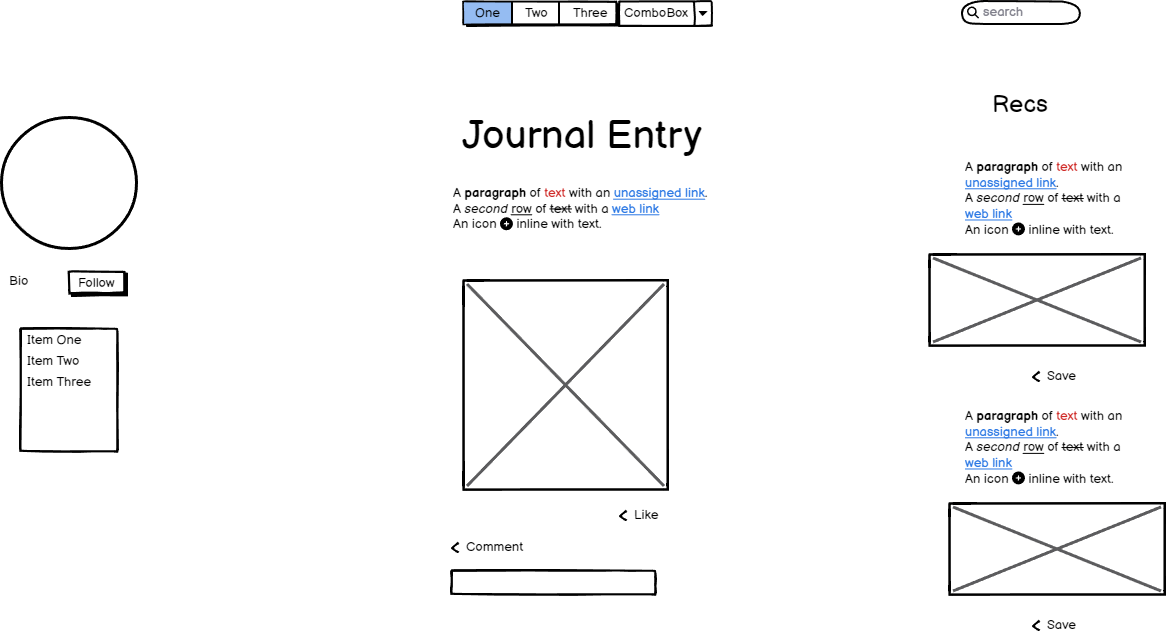 One Two Three ComboBox
search
Bio
Follow
Item One
Item Two
Item Three
Journal Entry
A paragraph of text with an unassigned link.
A second row of text with a web link
An icon inline with text.
Like
Comment
Recs
A paragraph of text with an
unassigned link.
A second row of text with a
web link
An icon inline with text.
Save
A paragraph of text with an
unassigned link.
A second row of text with a
web link
An icon inline with text.
Save